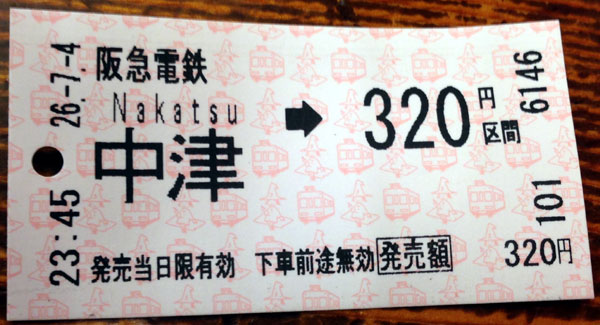 26.-7.-4
23:45
阪急電鉄
Nakatsu
中津
➡ 320円区間
6146
101
発売当日限有効 下車前途無効 発売額 320円